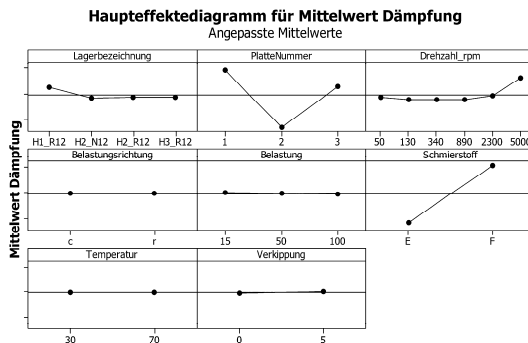 Haupteffektediagramm für Mittelwert Dämpfung
Angepasste Mittelwerte
Mittelwert Dämpfung
Lagerbezeichnung PlatteNummer Drehzahl_rpm
H1_R12 H2_N12 H2_R12 H3_R12 1 2 3 50 130 340 890 2300 5000
Belastungsrichtung Belastung Schmierstoff
c r 15 50 100 E F
Temperatur Verkippung
30 70 0 5